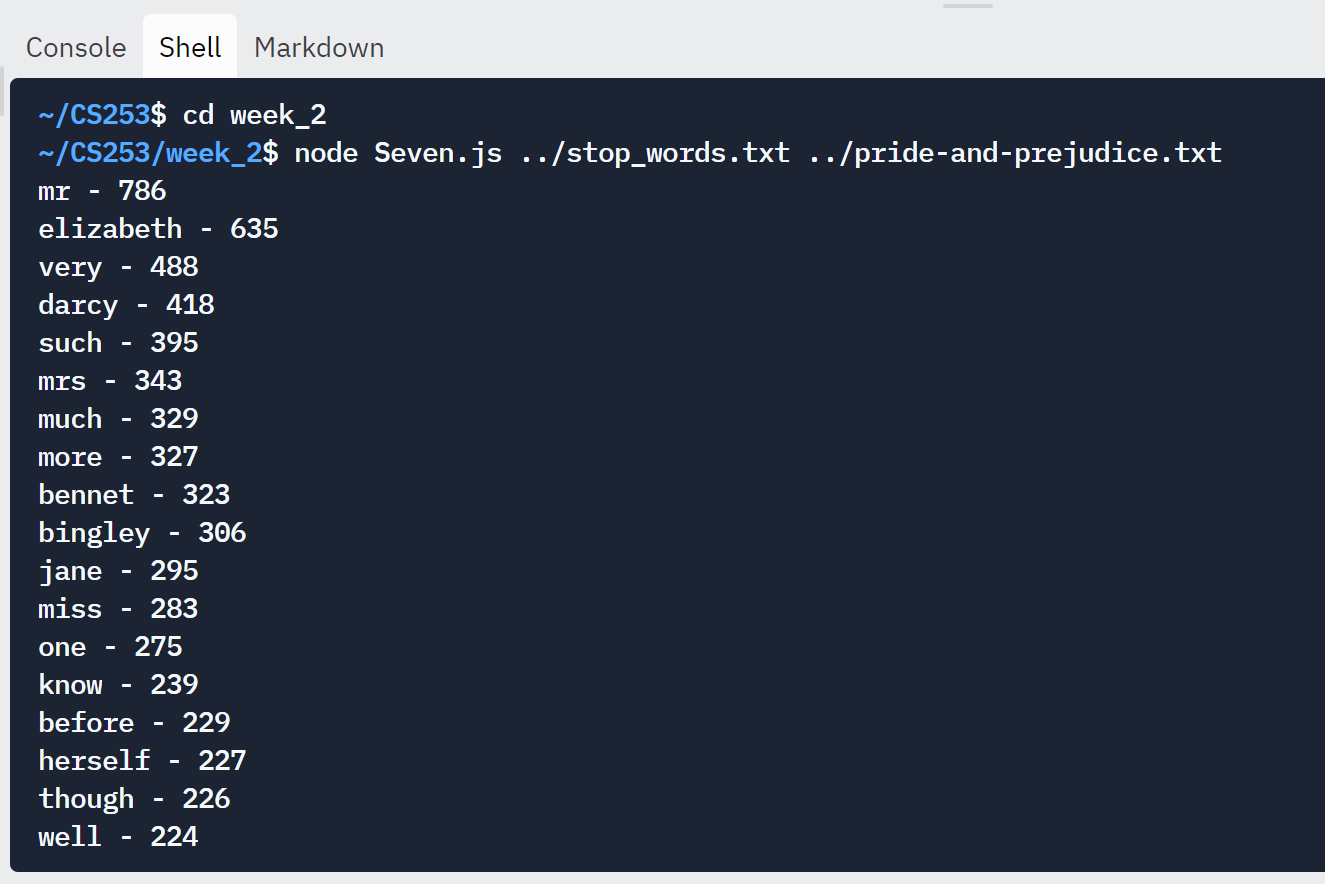 Console Shell Markdown
~/CS253$ cd week_2
~/CS253/week_2$ node Seven.js ../stop_words.txt ../pride-and-prejudice.txt
mr - 786
elizabeth - 635
very - 488
darcy - 418
such - 395
mrs - 343
much - 329
more - 327
bennet - 323
bingley - 306
jane - 295
miss - 283
one - 275
know - 239
before - 229
herself - 227
though - 226
well - 224